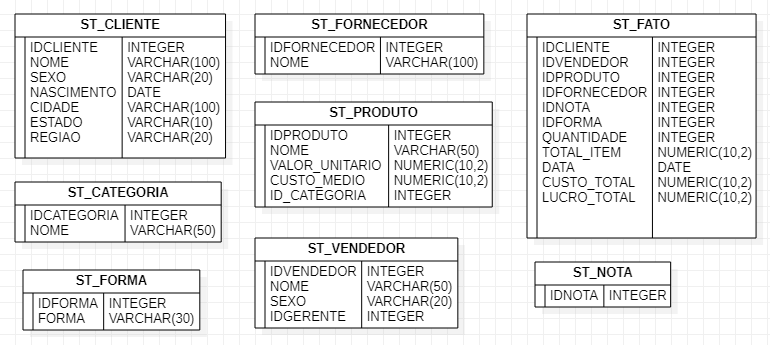 ST_CLIENTE
IDCLIENTE INTEGER
NOME VARCHAR(100)
SEXO VARCHAR(20)
NASCIMENTO DATE
CIDADE VARCHAR(100)
ESTADO VARCHAR(10)
REGIAO VARCHAR(20)
ST_CATEGORIA
IDCATEGORIA INTEGER
NOME VARCHAR(50)
ST_FORMA
IDFORMA INTEGER
FORMA VARCHAR(30)
ST_FORNECEDOR
IDFORNECEDOR INTEGER
NOME VARCHAR(100)
ST_PRODUTO
IDPRODUTO INTEGER
NOME VARCHAR(50)
VALOR_UNITARIO NUMERIC(10,2)
CUSTO_MEDIO NUMERIC(10,2)
ID_CATEGORIA INTEGER
ST_VENDEDOR
IDVENDEDOR INTEGER
NOME VARCHAR(50)
SEXO VARCHAR(20)
IDGERENTE INTEGER
ST_FATO
IDCLIENTE INTEGER
IDVENDEDOR INTEGER
IDPRODUTO INTEGER
IDFORNECEDOR INTEGER
IDNOTA INTEGER
IDFORMA INTEGER
QUANTIDADE INTEGER
TOTAL_ITEM NUMERIC(10,2)
DATA DATE
CUSTO_TOTAL NUMERIC(10,2)
LUCRO_TOTAL NUMERIC(10,2)
ST_NOTA
IDNOTA INTEGER